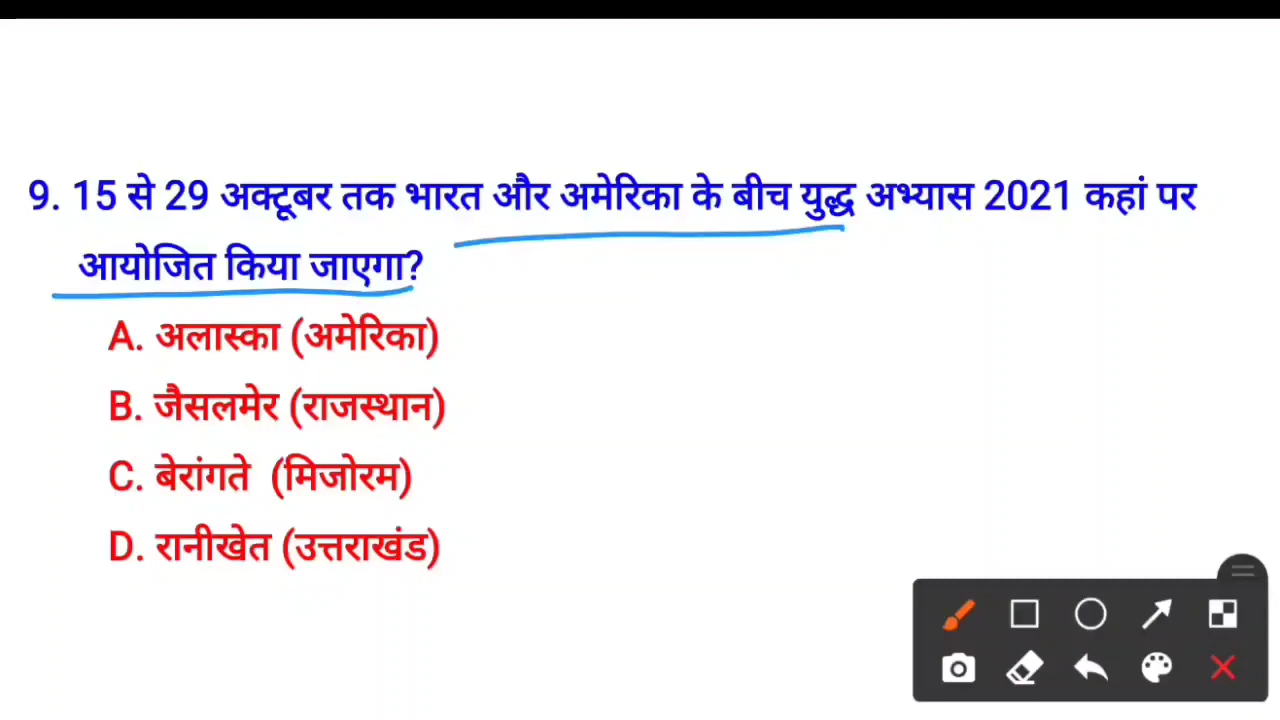 9. 15 से 29 अक्टूबर तक भारत और अमेरिका के बीच युद्ध अभ्यास 2021 कहां पर
आयोजित किया जाएगा?
A. अलास्का (अमेरिका)
B. जैसलमेर (राजस्थान)
C. बेरांगते (मिजोरम)
D. रानीखेत (उत्तराखंड)